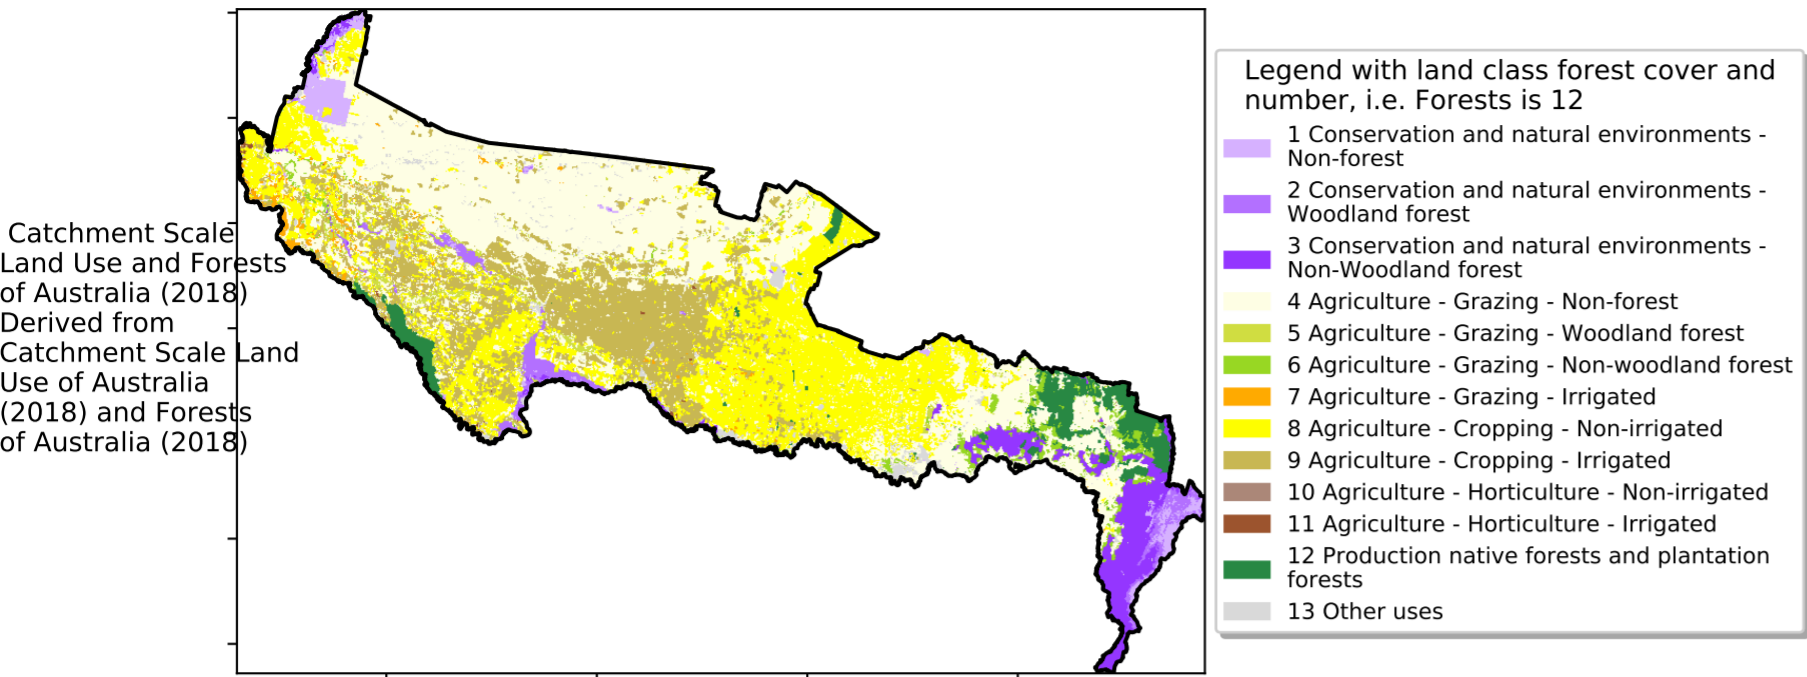 Catchment Scale
Land Use and Forests
of Australia (2018)
Derived from
Catchment Scale Land
Use of Australia
(2018) and Forests
of Australia (2018)
Legend with land class forest cover and
number, i.e. Forests is 12
1 Conservation and natural environments -
Non-forest
2 Conservation and natural environments -
Woodland forest
3 Conservation and natural environments -
Non-Woodland forest
4 Agriculture - Grazing - Non-forest
5 Agriculture - Grazing - Woodland forest
6 Agriculture - Grazing - Non-woodland forest
7 Agriculture - Grazing - Irrigated
8 Agriculture - Cropping - Non-irrigated
9 Agriculture - Cropping - Irrigated
10 Agriculture - Horticulture - Non-irrigated
11 Agriculture - Horticulture - Irrigated
12 Production native forests and plantation
forests
13 Other uses